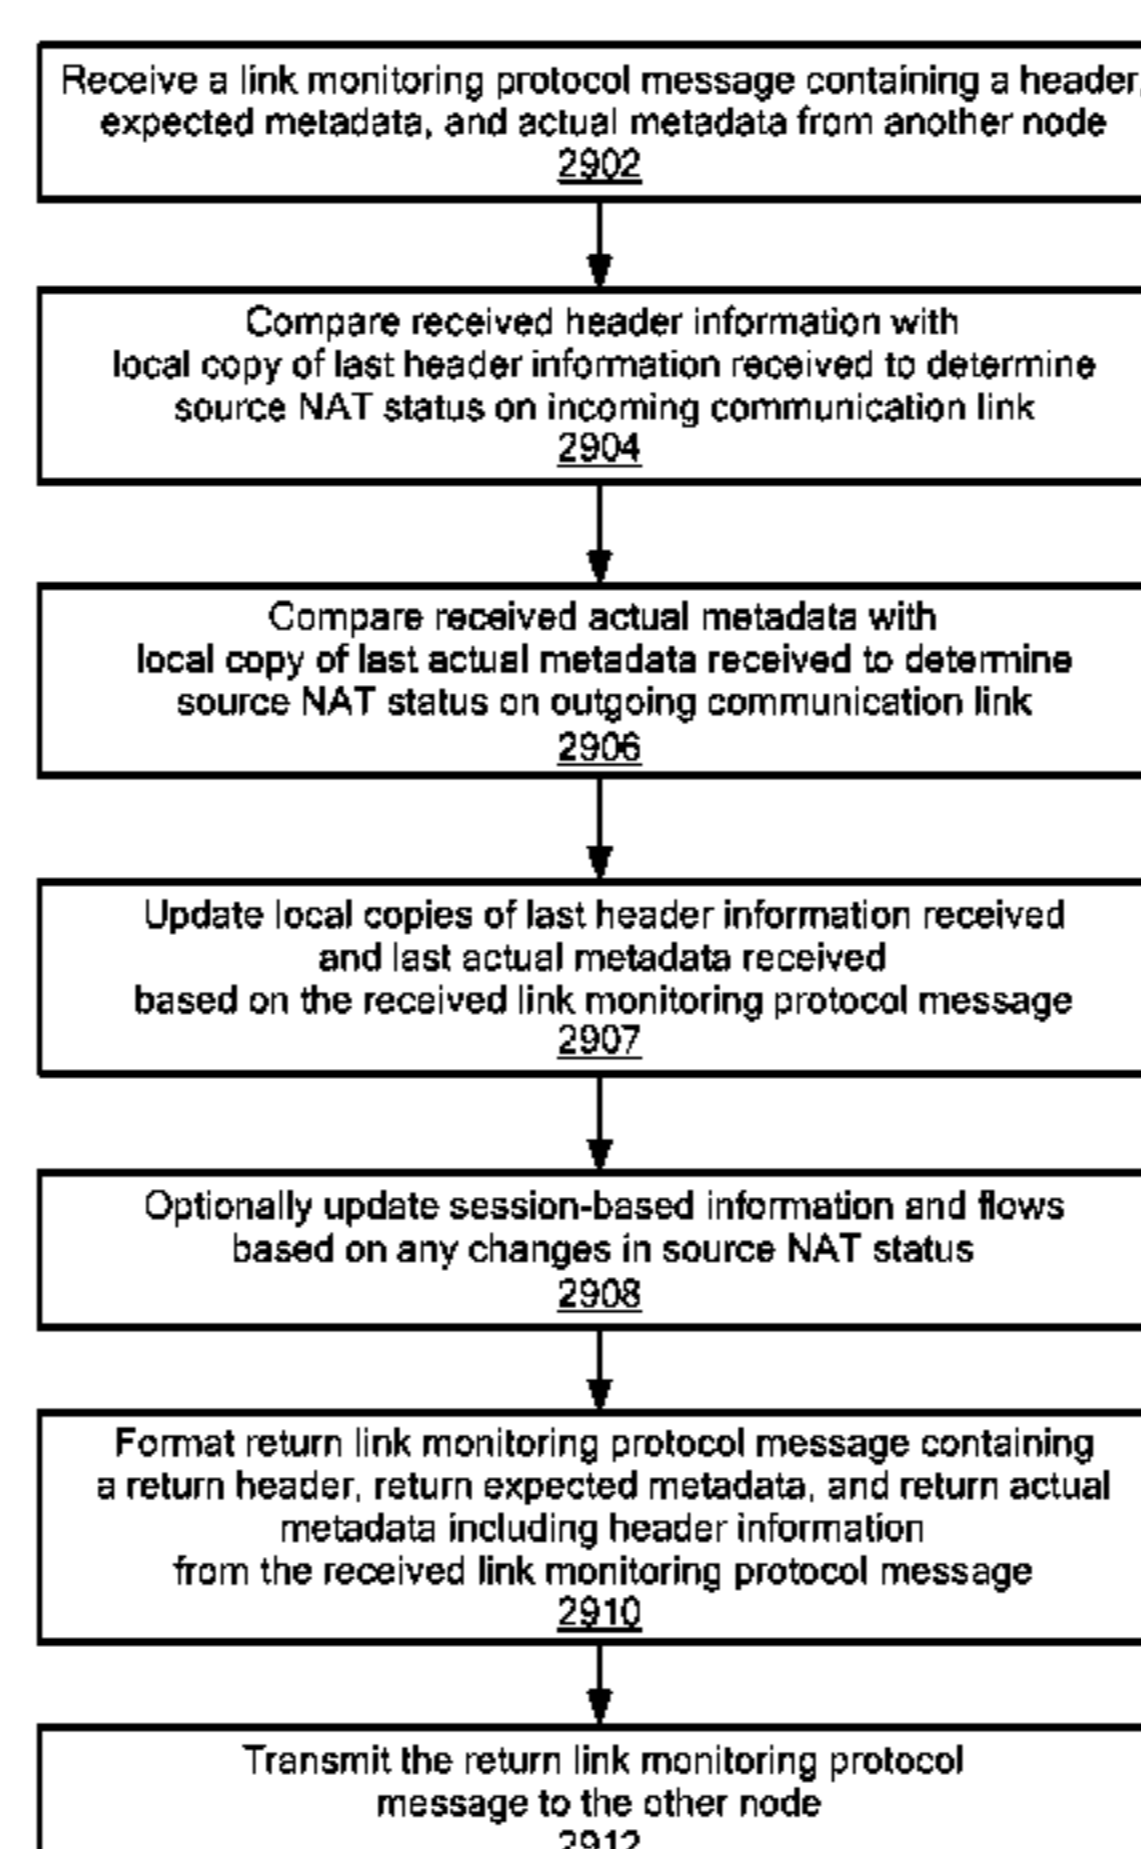 Receive a link monitoring protocol message containing a header,
expected metadata, and actual metadata from another node
2902
Compare received header information with
local copy of last header information received to determine
source NAT status on incoming communication link
2904
Compare received actual metadata with
local copy of last actual metadata received to determine
source NAT status on outgoing communication link
2906
Update local copies of last header information received
and last actual metadata received
based on the received link monitoring protocol message
2907
Optionally update session-based information and flows
based on any changes in source NAT status
2908
Format return link monitoring protocol message containing
a return header, return expected metadata, and return actual
metadata including header information
from the received link monitoring protocol message
2910
Transmit the return link monitoring protocol
message to the other node
2912